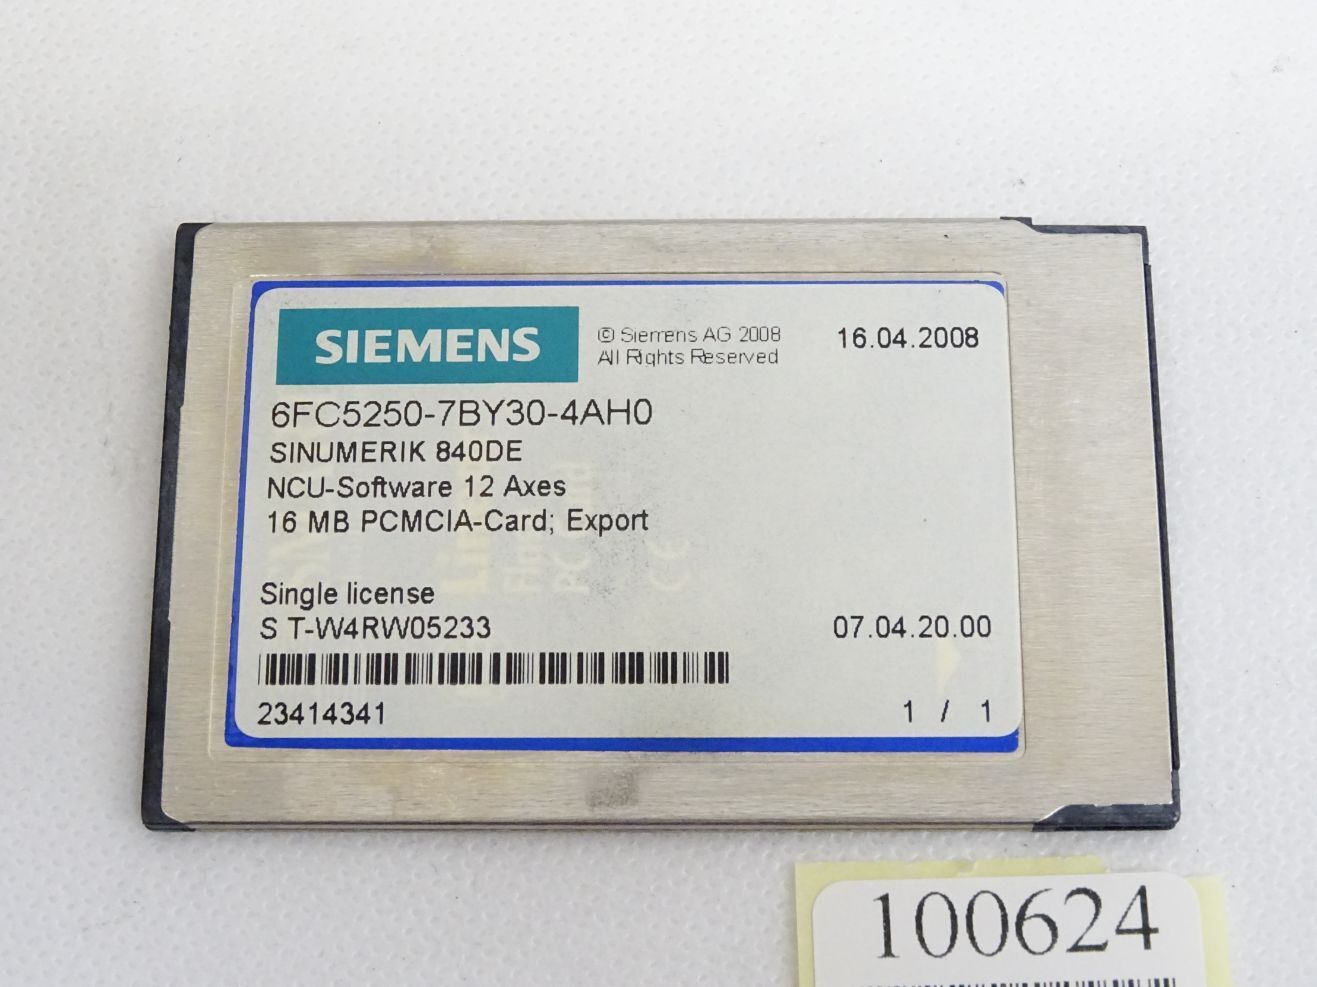 SIEMENS
© Siemens AG 2008
All Rights Reserved
16.04.2008
6FC5250-7BY30-4AH0
SINUMERIK 840DE
NCU-Software 12 Axes
16 MB PCMCIA-Card; Export
Single license
S T-W4RW05233
07.04.20.00
23414341
1 / 1
100624